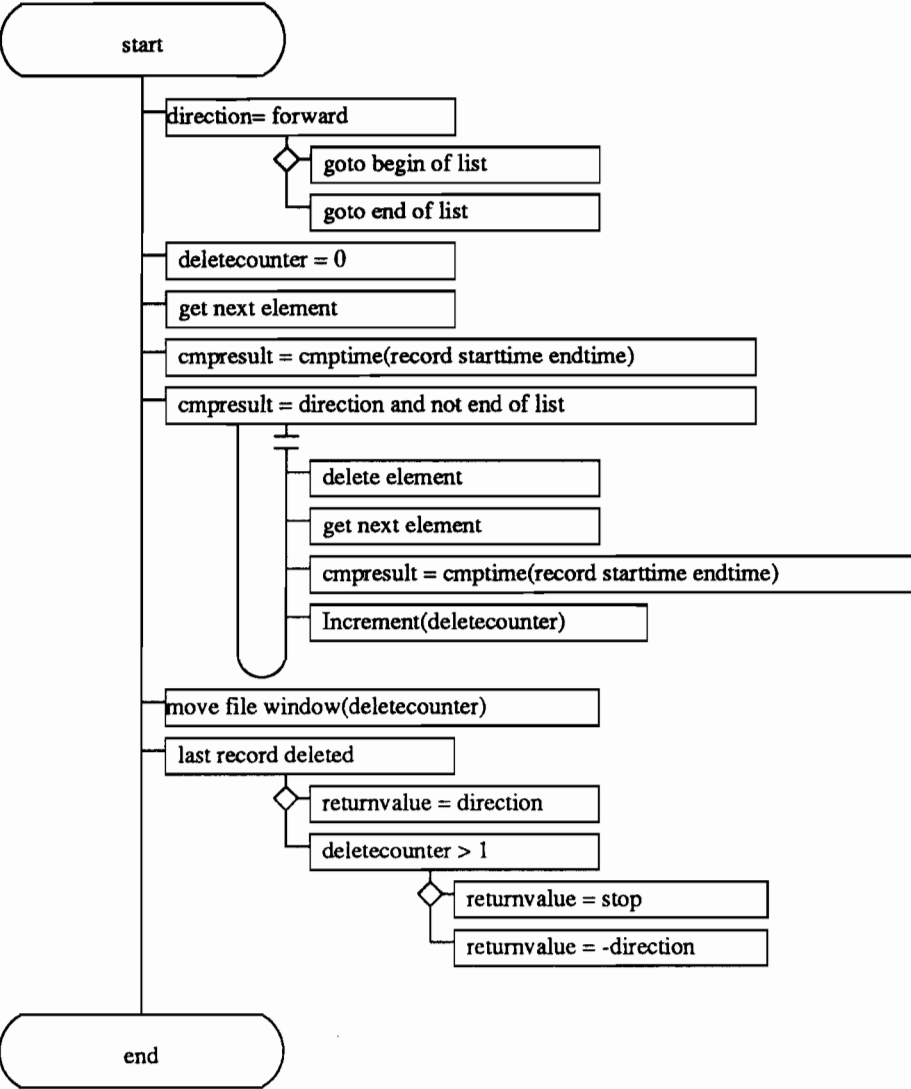 start
direction= forward
goto begin of list
goto end of list
deletecounter = 0
get next element
cmpresult = cmptime(record starttime endtime)
cmpresult = direction and not end of list
delete element
get next element
cmpresult = cmptime(record starttime endtime)
Increment(deletecounter)
move file window(deletecounter)
last record deleted
returnvalue = direction
deletecounter > 1
returnvalue = stop
returnvalue = -direction
end